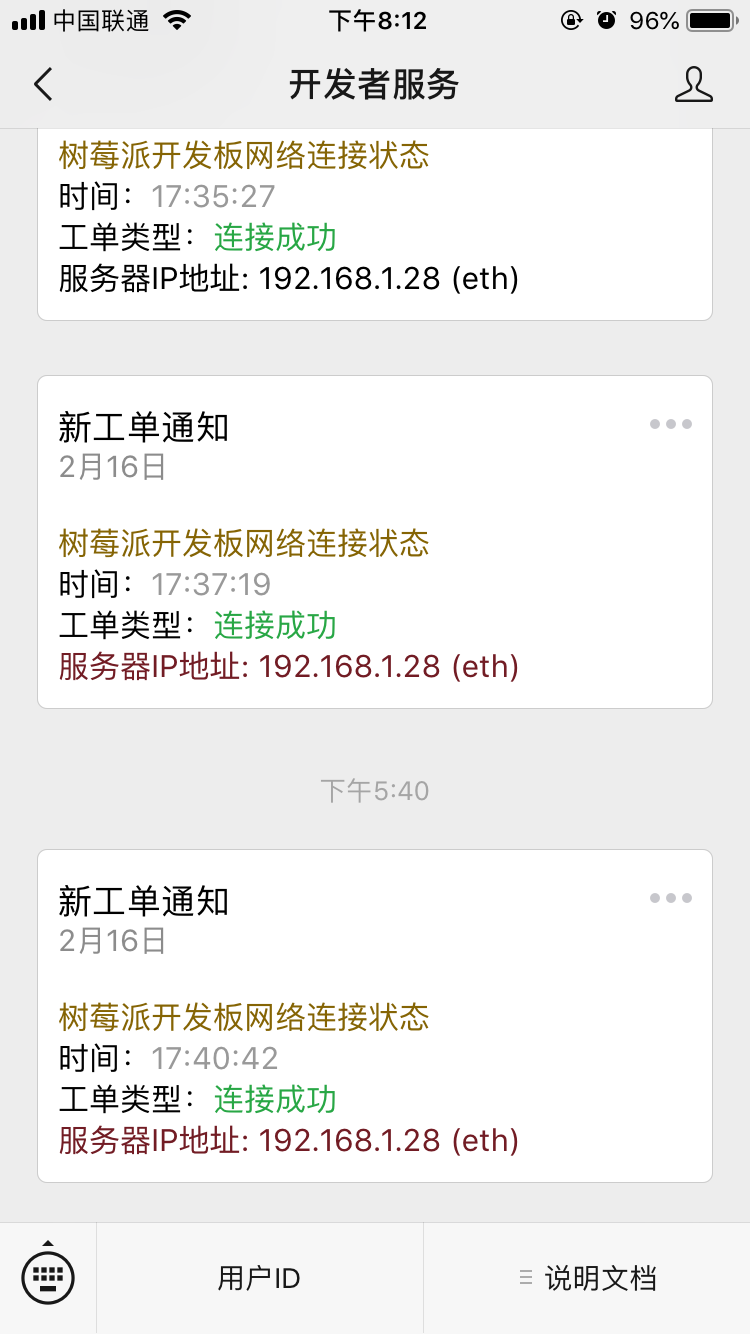 中国联通 下午8:12 96%
开发者服务
树莓派开发板网络连接状态
时间：17:35:27
工单类型：连接成功
服务器IP地址: 192.168.1.28 (eth)
新工单通知
2月16日
树莓派开发板网络连接状态
时间：17:37:19
工单类型：连接成功
服务器IP地址: 192.168.1.28 (eth)
下午5:40
新工单通知
2月16日
树莓派开发板网络连接状态
时间：17:40:42
工单类型：连接成功
服务器IP地址: 192.168.1.28 (eth)
用户ID 说明文档